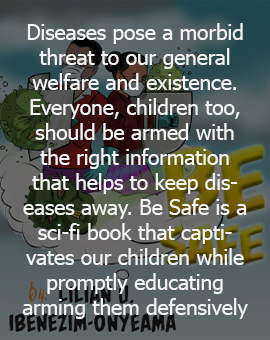 Diseases pose a morbid
threat to our general
welfare and existence.
Everyone, children too,
should be armed with
the right information
that helps to keep dis-
eases away. Be Safe is a
sci-fi book that capti-
vates our children while
promptly educating
arming them defensively
By: LILIAN U.
IBENEZIM-ONYEAMA